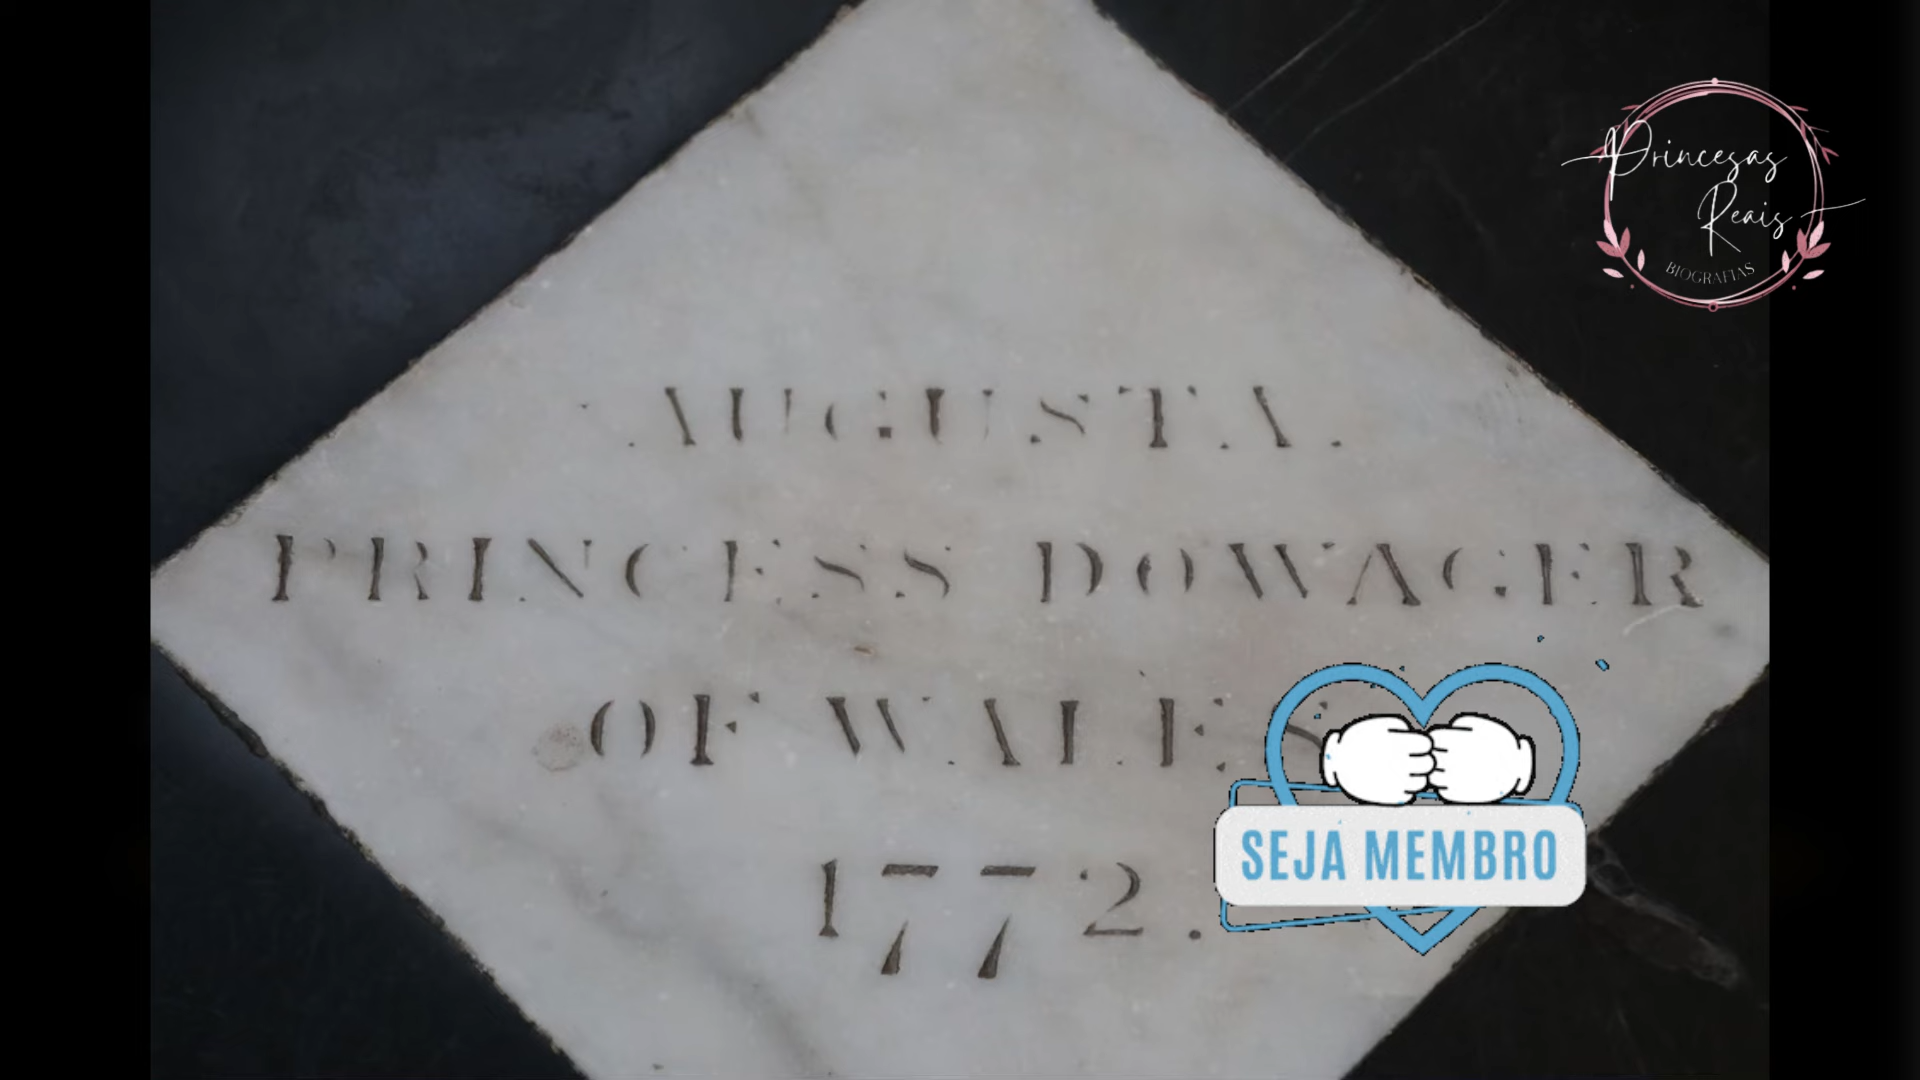 Princesas
Reais
BIOGRAFIAS
AUGUSTA.
PRINCESS DOWAGER
OF WALES
1772.
SEJA MEMBRO